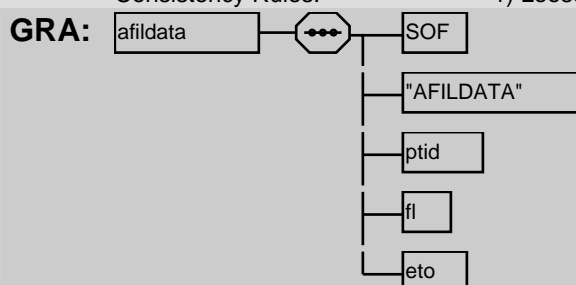 Consistency Rules:
GRA: afildata SOF
"AFILDATA"
ptid
fl
eto